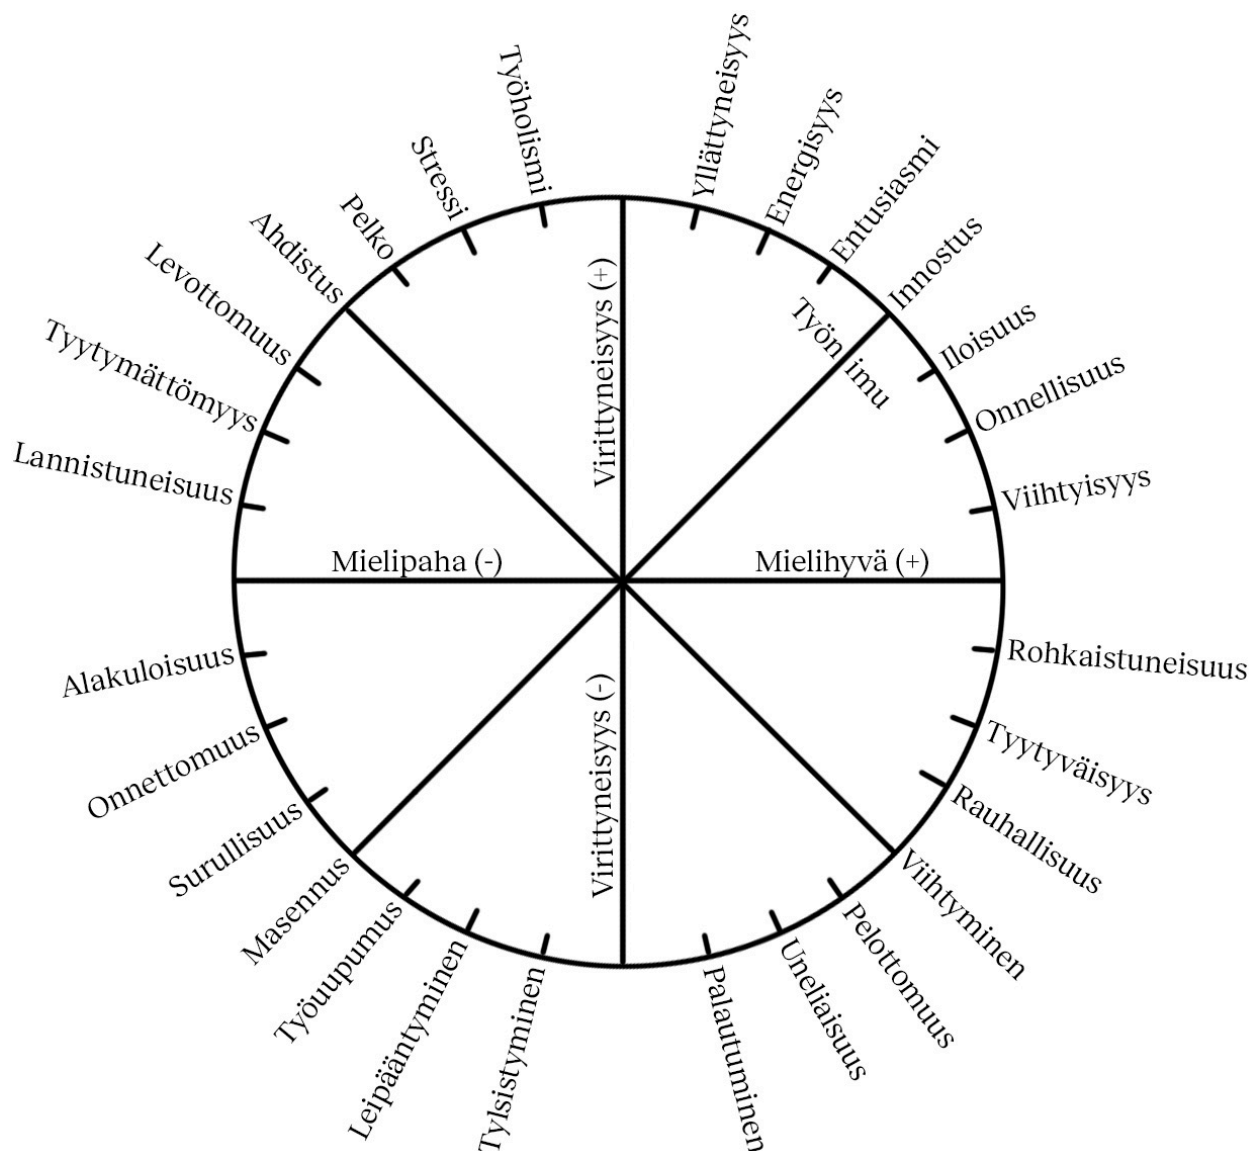 Työholismi
Yllättyneisyys
Energisyys
Entusiasmi
Innostus
Iloisuus
Onnellisuus
Viihtyisyys
Rohkaistuneisuus
Tyytyväisyys
Rauhallisuus
Viihtyminen
Pelottomuus
Uneliaisuus
Palautuminen
Tylsistyminen
Leipääntyminen
Työuupumus
Masennus
Surullisuus
Onnettomuus
Alakuloisuus
Lannistuneisuus
Tyytymättömyys
Levottomuus
Ahdistus
Pelko
Stressi
Virittyneisyys (+)
Työn imu
Mielipaha (-)
Mielihyvä (+)
Virittyneisyys (-)